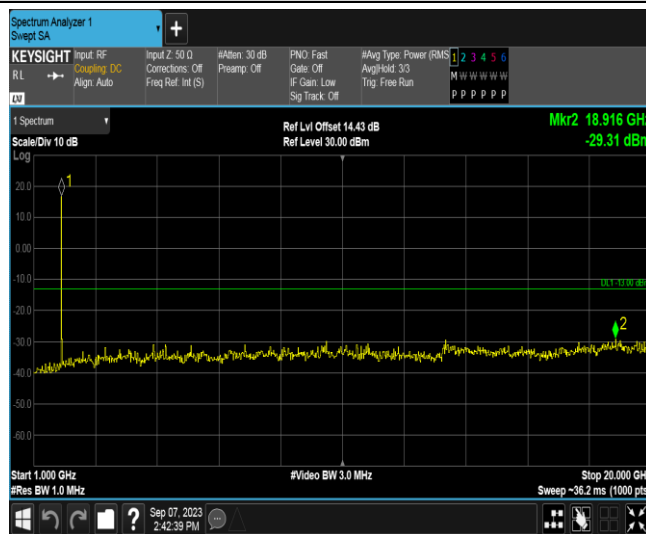 Spectrum Analyzer 1
Swept SA
+
KEYSIGHT Input: RF Input Z: 50 Ω #Atten: 30 dB PNO: Fast #Avg Type: Power (RMS 1 2 3 4 5 6
RL Coupling: DC Corrections: Off Preamp: Off Gate: Off Avg|Hold: 3/3 M W W W W W
Align: Auto Freq Ref: Int (S) IF Gain: Low Trig: Free Run
LXI Sig Track: Off P P P P P P
1 Spectrum Ref Lvl Offset 14.43 dB Mkr2 18.916 GHz
Scale/Div 10 dB Ref Level 30.00 dBm -29.31 dBm
Log
1
20.0
10.0
0.00
-10.0
DL1 -13.00 dBm
-20.0
2
-30.0
-40.0
-50.0
-60.0
Start 1.000 GHz #Video BW 3.0 MHz Stop 20.000 GH
#Res BW 1.0 MHz Sweep ~36.2 ms (1000 pts
? Sep 07, 2023
2:42:39 PM